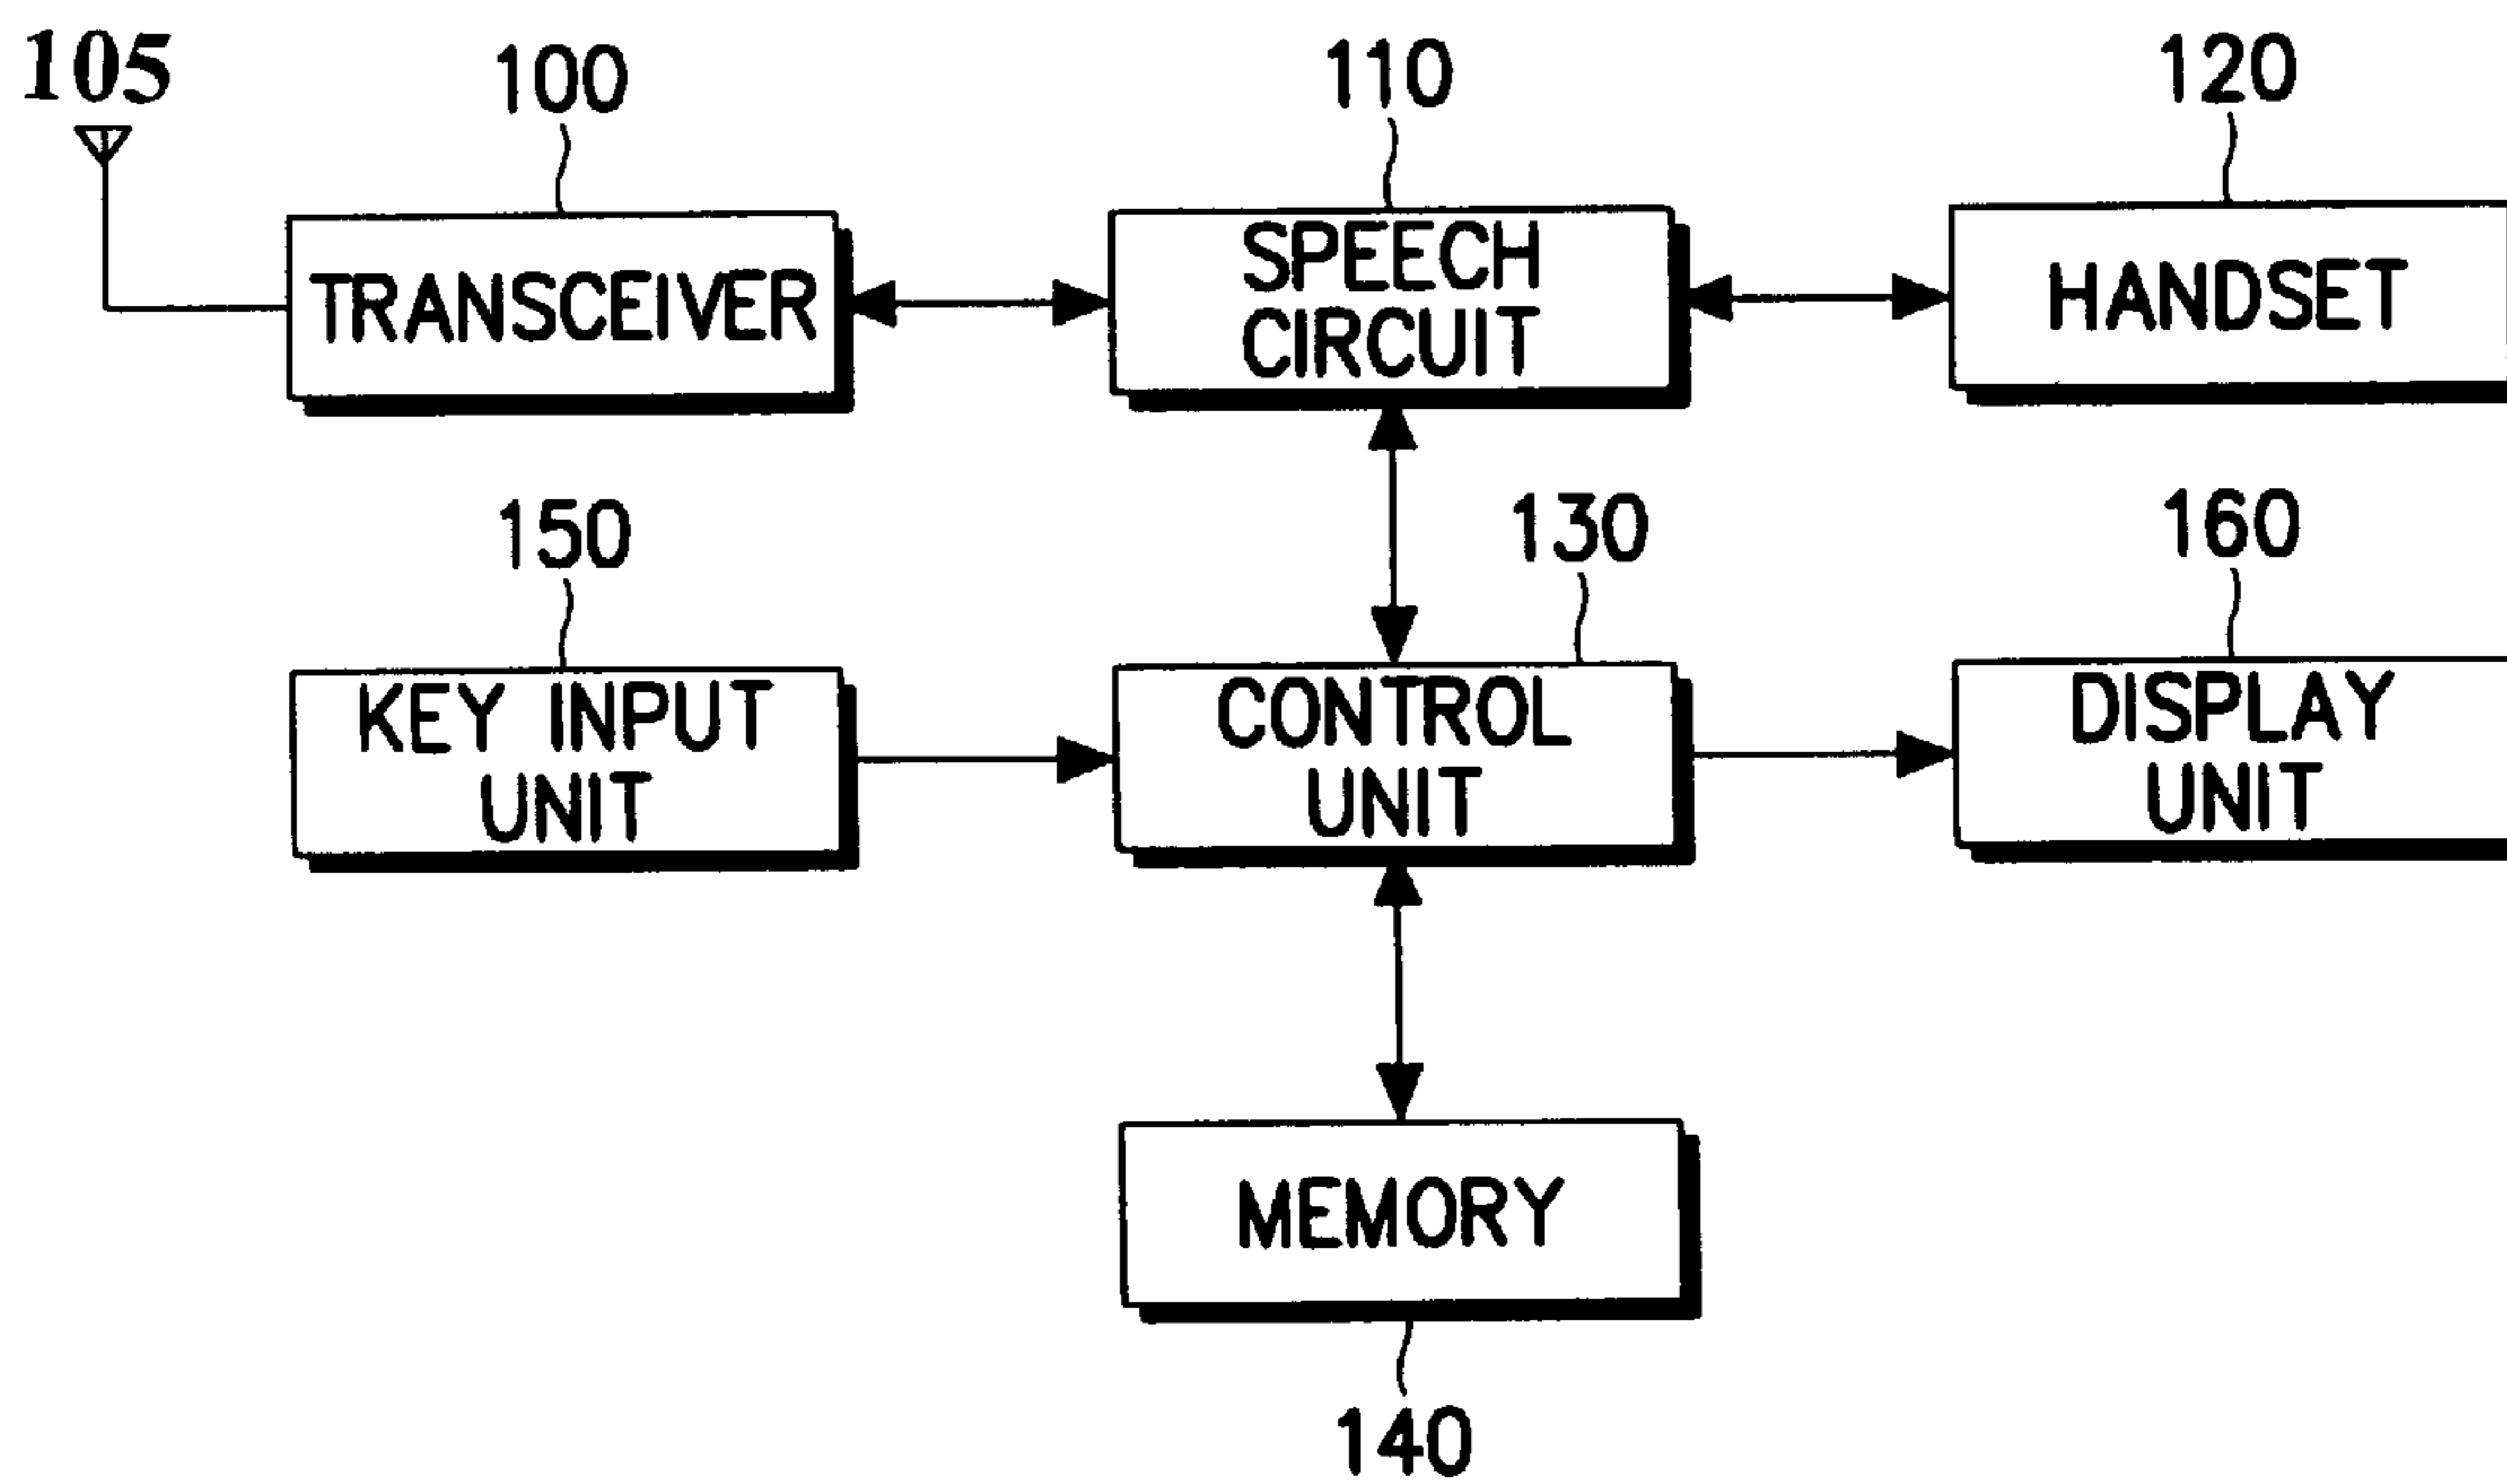 105
100
110
120
TRANSCEIVER
SPEECH
CIRCUIT
HANDSET
150
130
160
KEY INPUT
UNIT
CONTROL
UNIT
DISPLAY
UNIT
MEMORY
140